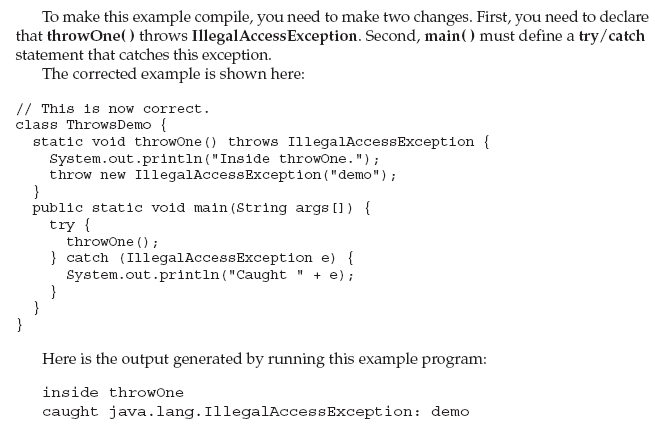 To make this example compile, you need to make two changes. First, you need to declare
that throwOne( ) throws IllegalAccessException. Second, main( ) must define a try/catch
statement that catches this exception.
The corrected example is shown here:
// This is now correct.
class ThrowsDemo {
  static void throwOne() throws IllegalAccessException {
    System.out.println("Inside throwOne.");
    throw new IllegalAccessException("demo");
  }
  public static void main(String args[]) {
    try {
      throwOne();
    } catch (IllegalAccessException e) {
      System.out.println("Caught " + e);
    }
  }
}
Here is the output generated by running this example program:
inside throwOne
caught java.lang.IllegalAccessException: demo